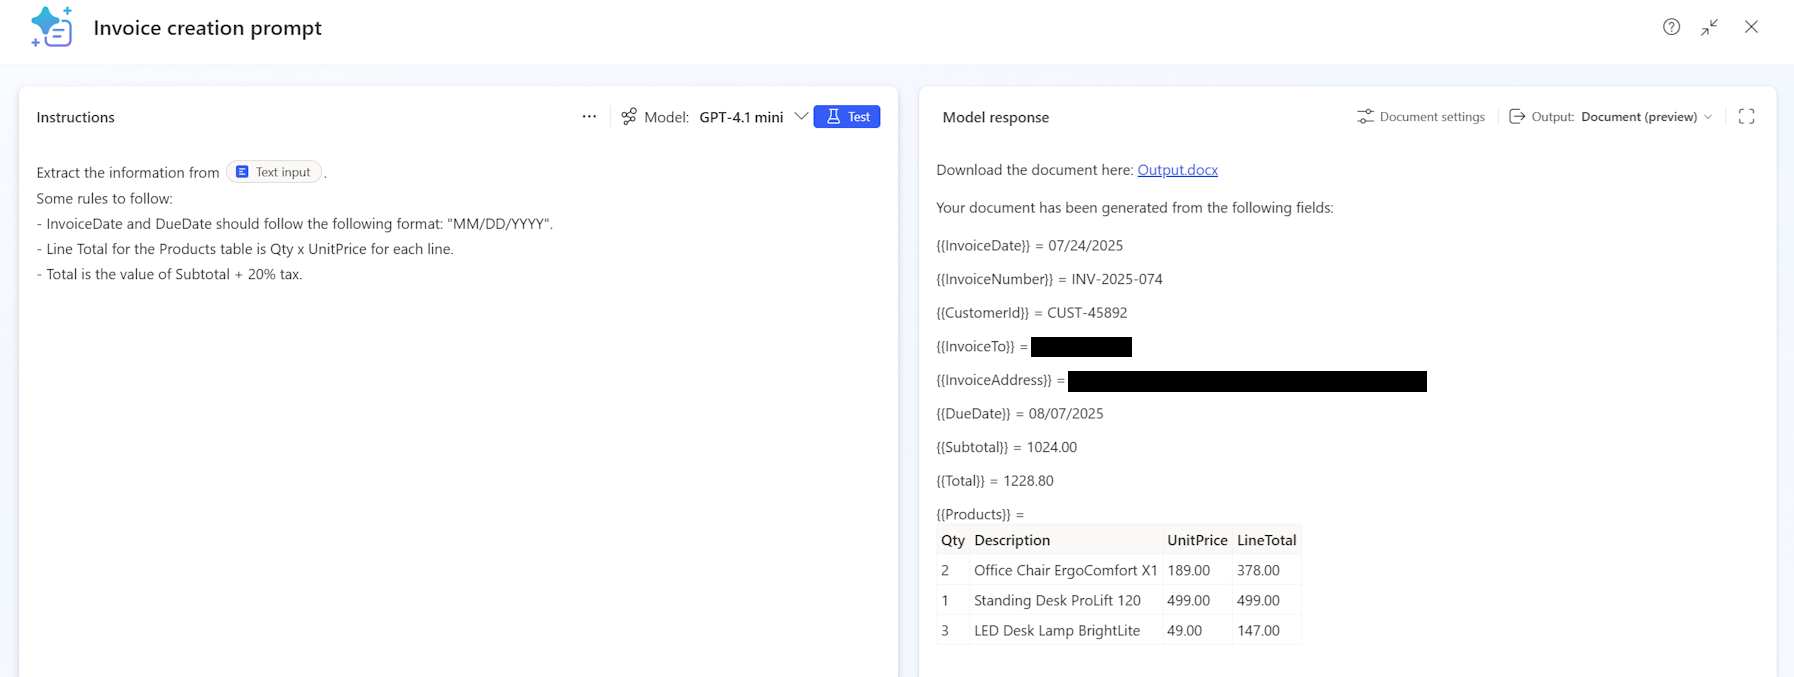 Invoice creation prompt
Instructions
Model: GPT-4.1 mini
Test
Extract the information from Text input .
Some rules to follow:
- InvoiceDate and DueDate should follow the following format: "MM/DD/YYYY".
- Line Total for the Products table is Qty x UnitPrice for each line.
- Total is the value of Subtotal + 20% tax.
Model response
Document settings
Output: Document (preview)
Download the document here: Output.docx
Your document has been generated from the following fields:
{{InvoiceDate}} = 07/24/2025
{{InvoiceNumber}} = INV-2025-074
{{CustomerId}} = CUST-45892
{{InvoiceTo}} =
{{InvoiceAddress}} =
{{DueDate}} = 08/07/2025
{{Subtotal}} = 1024.00
{{Total}} = 1228.80
{{Products}} =
Qty Description UnitPrice LineTotal
2 Office Chair ErgoComfort X1 189.00 378.00
1 Standing Desk ProLift 120 499.00 499.00
3 LED Desk Lamp BrightLite 49.00 147.00